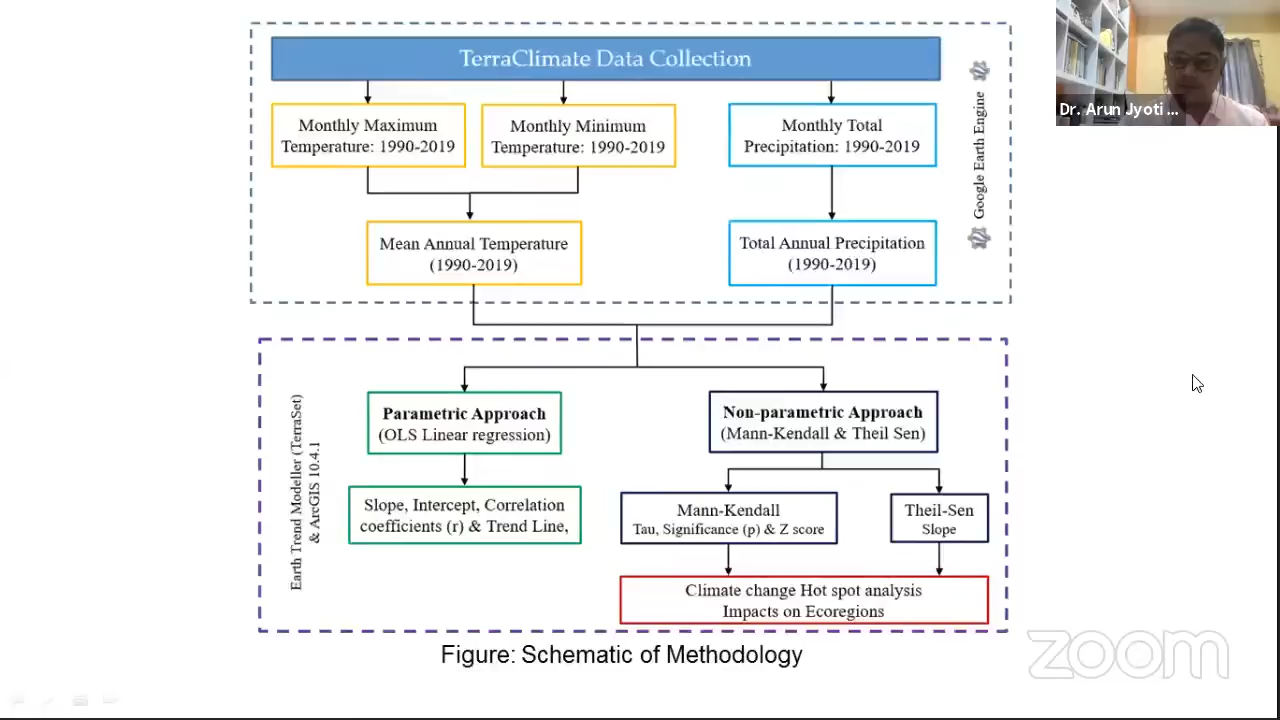 TerraClimate Data Collection
Monthly Maximum
Temperature: 1990-2019
Monthly Minimum
Temperature: 1990-2019
Monthly Total
Precipitation: 1990-2019
Google Earth Engine
Mean Annual Temperature
(1990-2019)
Total Annual Precipitation
(1990-2019)
Earth Trend Modeller (TerraSet)
& ArcGIS 10.4.1
Parametric Approach
(OLS Linear regression)
Non-parametric Approach
(Mann-Kendall & Theil Sen)
Slope, Intercept, Correlation
coefficients (r) & Trend Line,
Mann-Kendall
Tau, Significance (p) & Z score
Theil-Sen
Slope
Climate change Hot spot analysis
Impacts on Ecoregions
Figure: Schematic of Methodology
Dr. Arun Jyoti ...
zoom